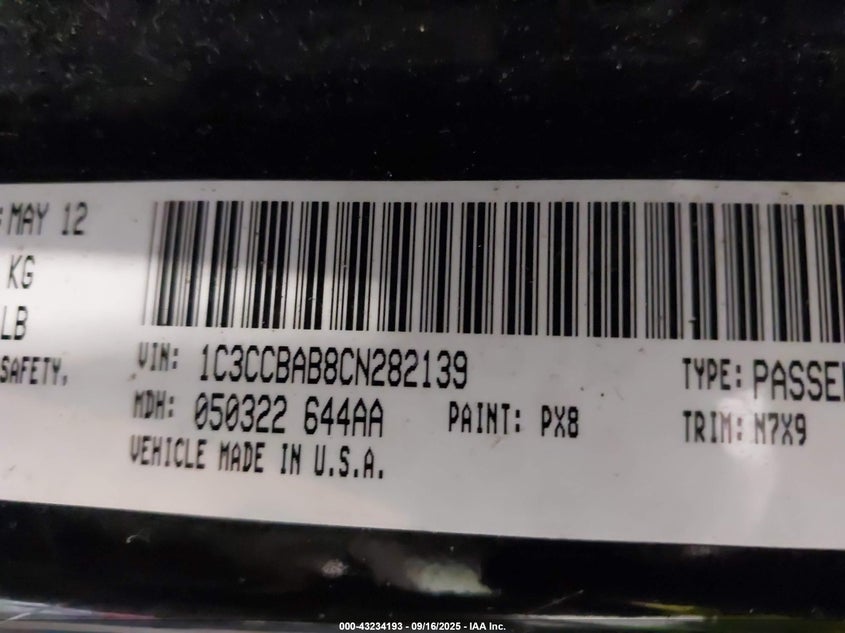 : MAY 12
KG
LB
SAFETY,
VIN: 1C3CCBAB8CN282139
TYPE: PASSE
MDH: 050322 644AA
PAINT: PX8
TRIM: N7X9
VEHICLE MADE IN U.S.A.
000-43234193 - 09/16/2025 - IAA Inc.